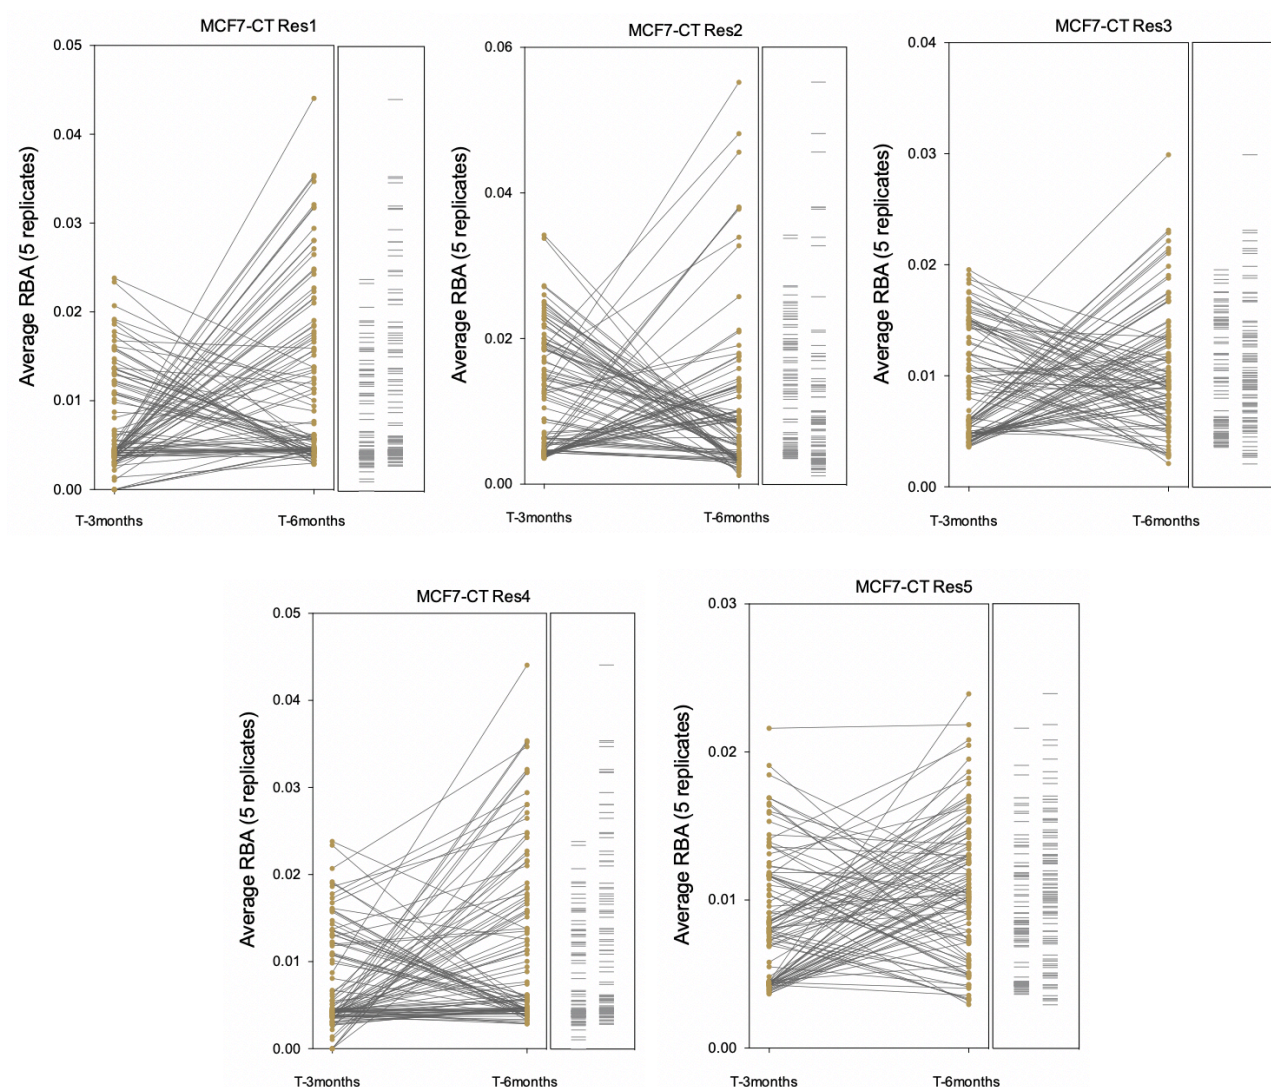 MCF7-CT Res1
0.05
0.04
0.03
0.02
0.01
0.00
Average RBA (5 replicates)
T-3months
T-6months
MCF7-CT Res2
0.06
0.04
0.02
0.00
Average RBA (5 replicates)
T-3months
T-6months
MCF7-CT Res3
0.04
0.03
0.02
0.01
0.00
Average RBA (5 replicates)
T-3months
T-6months
MCF7-CT Res4
0.05
0.04
0.03
0.02
0.01
0.00
Average RBA (5 replicates)
T-3months
T-6months
MCF7-CT Res5
0.03
0.02
0.01
0.00
Average RBA (5 replicates)
T-3months
T-6months